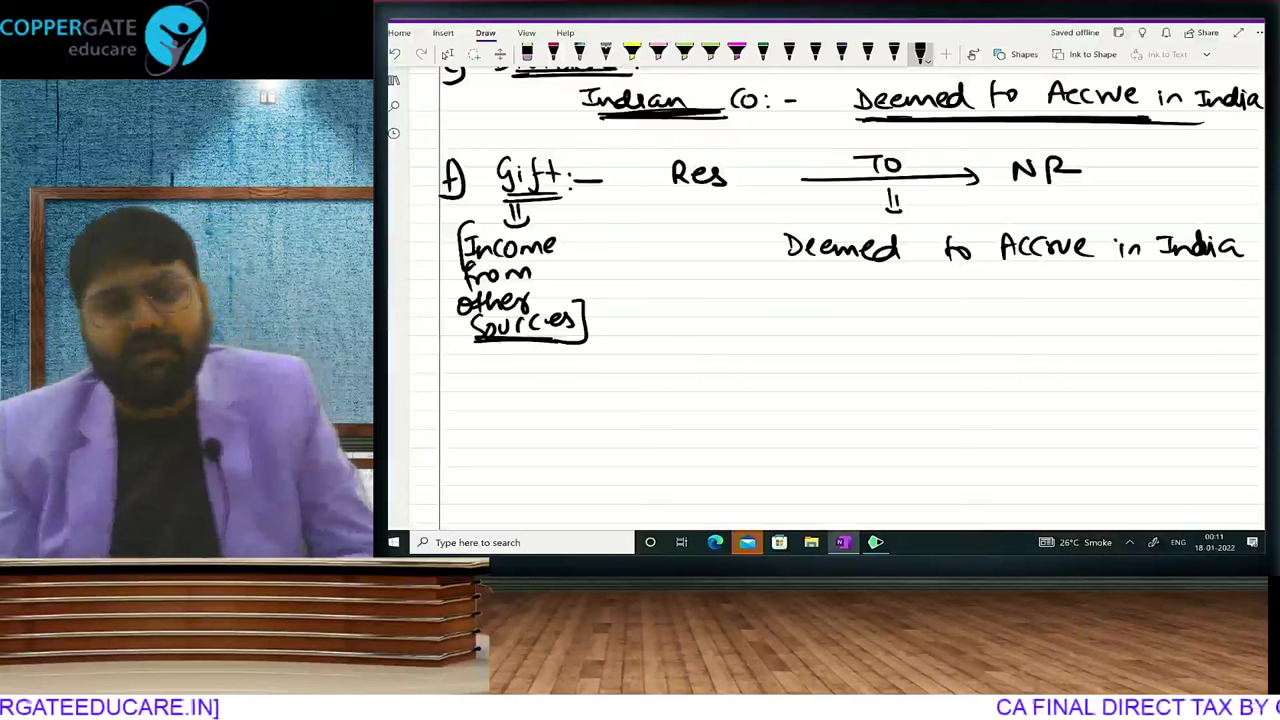 COPPERGATE
educare
Home Insert Draw View Help
Saved offline
Share
Shapes
Ink to Shape
Ink to Text
Indian Co:- Deemed to Accrue in India
f) Gift:- Res TO NR
Deemed to Accrue in India
[Income
from
other
Sources]
Type here to search
26°C Smoke
ENG
00:11
18-01-2022
RGATEEDUCARE.IN]
CA FINAL DIRECT TAX BY